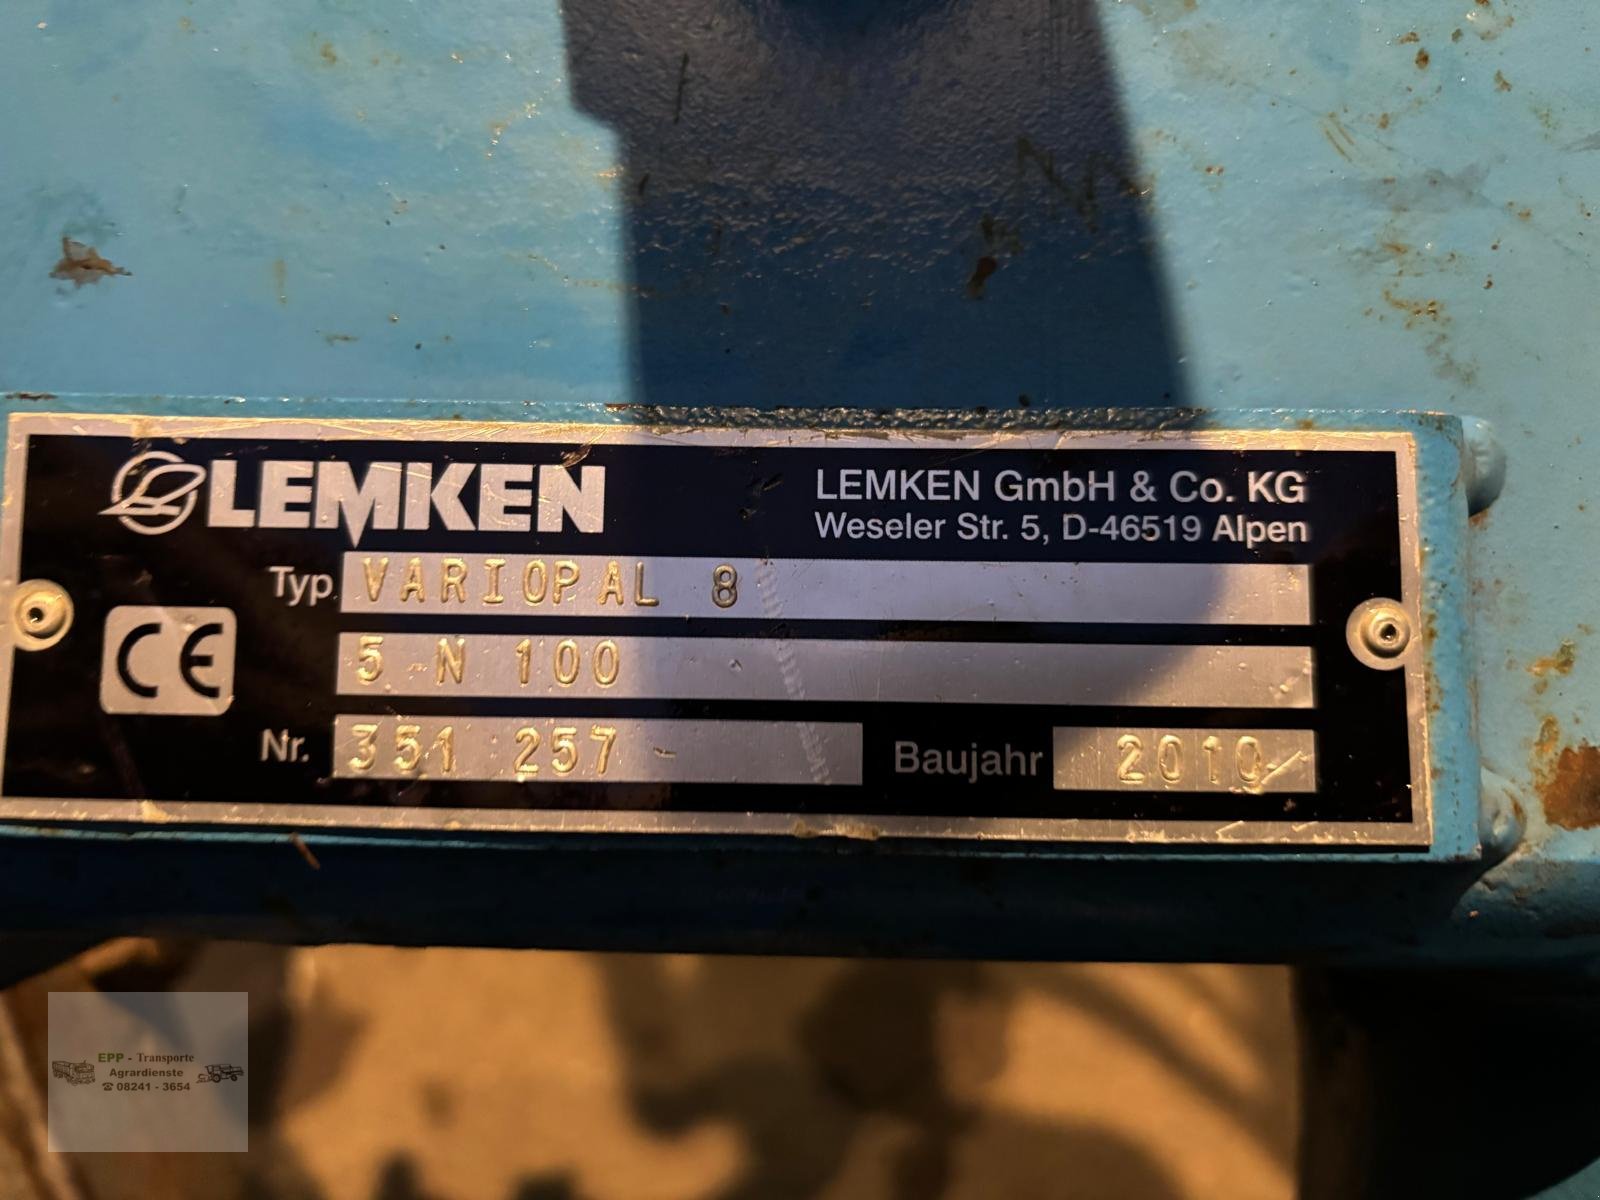 LEMKEN
LEMKEN GmbH & Co. KG
Weseler Str. 5, D-46519 Alpen
Typ VARIOPAL 8
CE
5 N 100
Nr. 351 257 Baujahr 2010
EPP - Transporte
Agrardienste
☎ 08241 - 3654